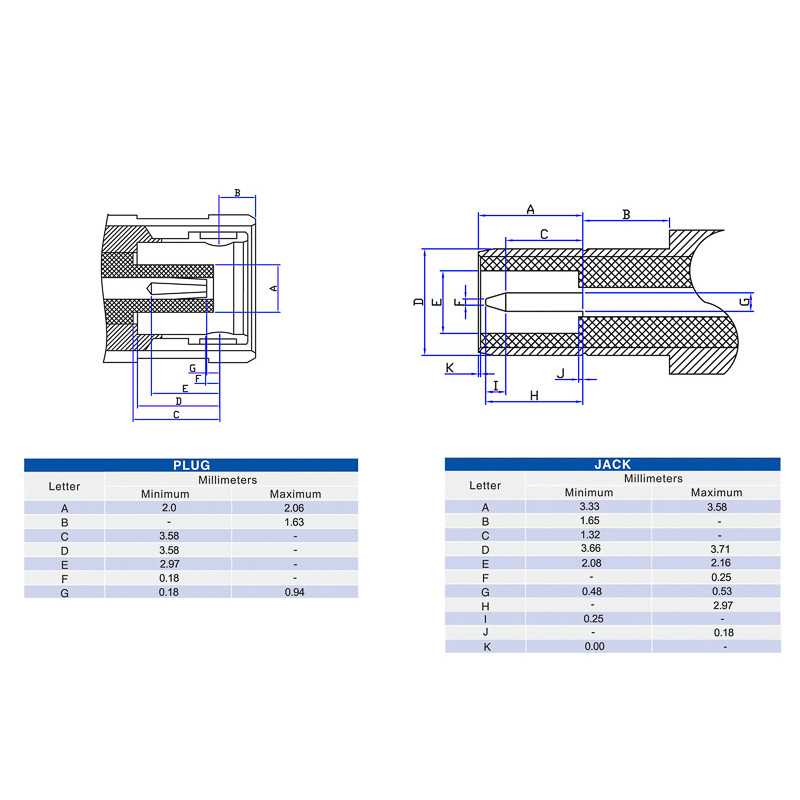 B
A
G
F
E
D
C
A
B
C
D
E
F
G
K
I
J
H
PLUG
Letter
Millimeters
Minimum Maximum
A 2.0 2.06
B - 1.63
C 3.58 -
D 3.58 -
E 2.97 -
F 0.18 -
G 0.18 0.94
JACK
Letter
Millimeters
Minimum Maximum
A 3.33 3.58
B 1.65 -
C 1.32 -
D 3.66 3.71
E 2.08 2.16
F - 0.25
G 0.48 0.53
H - 2.97
I 0.25 -
J - 0.18
K 0.00 -